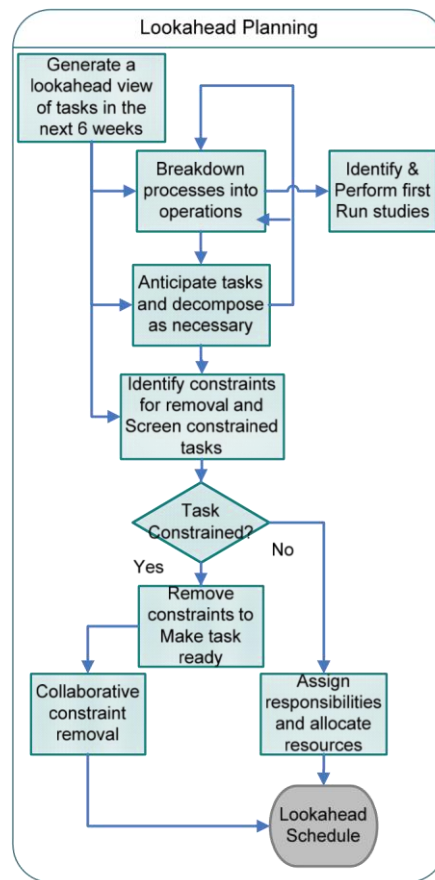 Lookahead Planning
Generate a
lookahead view
of tasks in the
next 6 weeks
Breakdown
processes into
operations
Identify &
Perform first
Run studies
Anticipate tasks
and decompose
as necessary
Identify constraints
for removal and
Screen constrained
tasks
Task
Constrained?
Yes
No
Remove
constraints to
Make task
ready
Collaborative
constraint
removal
Assign
responsibilities
and allocate
resources
Lookahead
Schedule